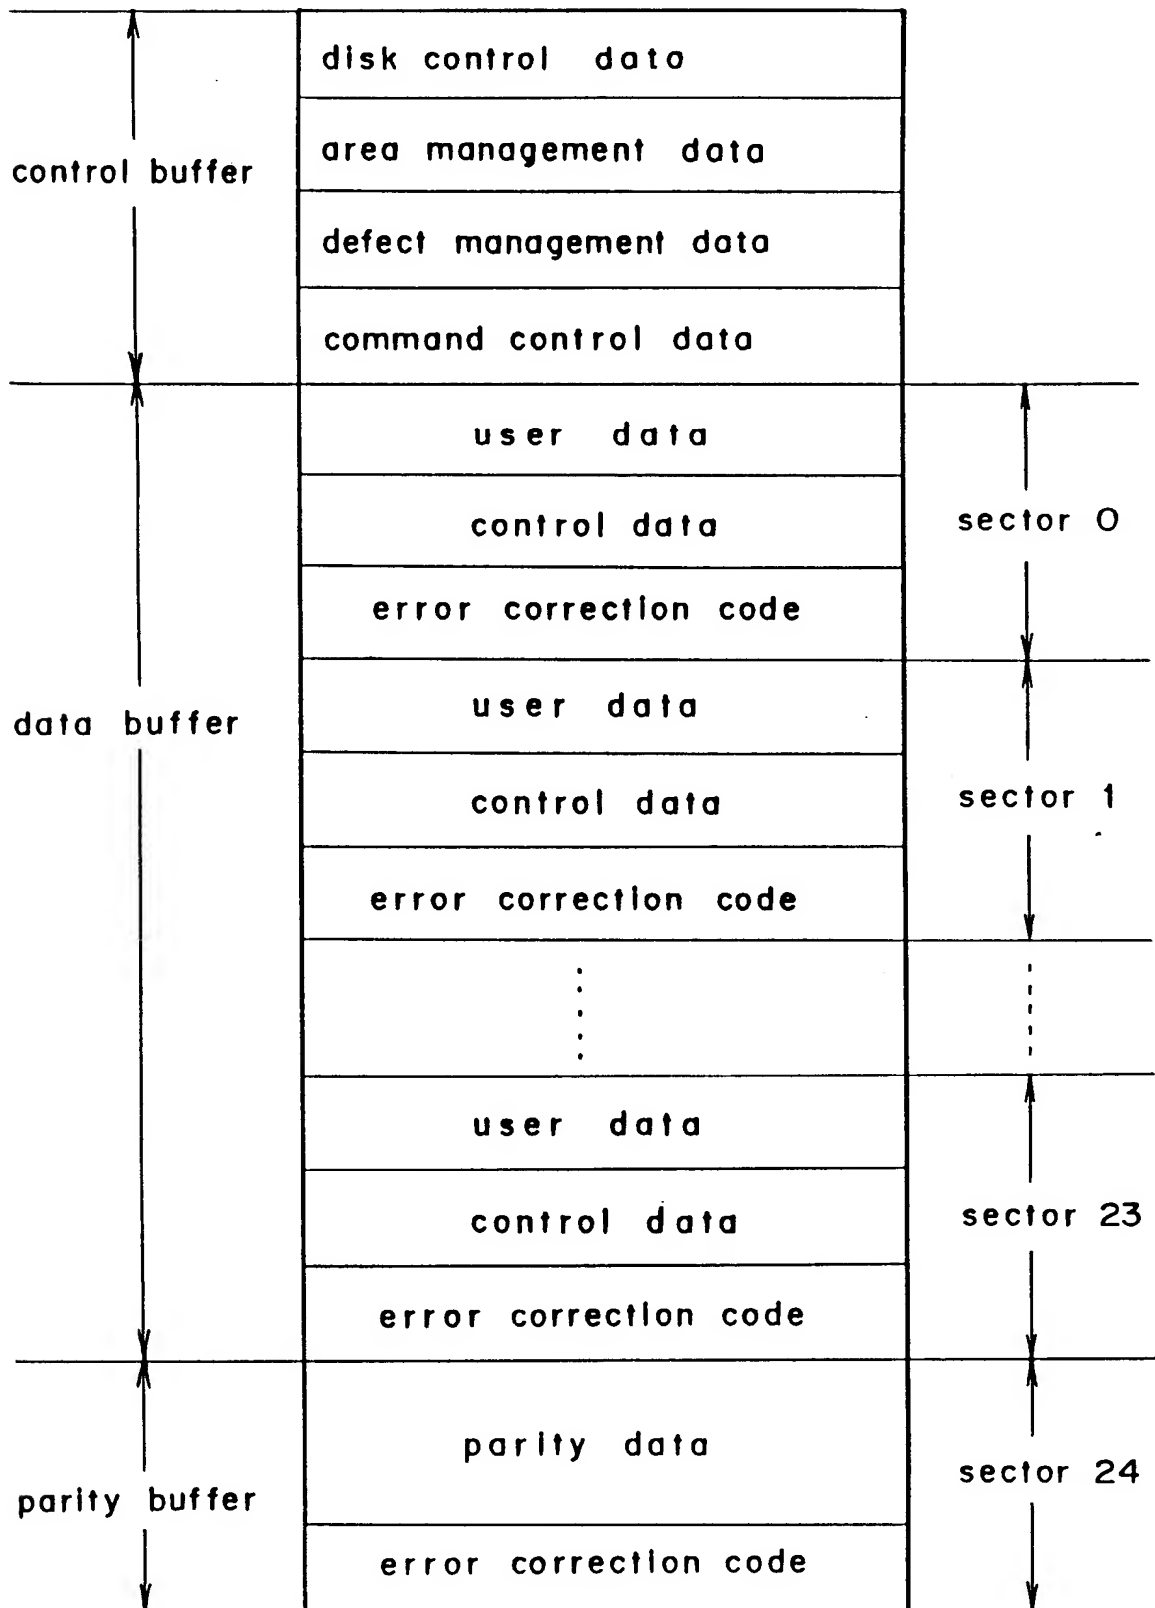 disk control data
area management data
control buffer
defect management data
command control data
user data
control data
sector 0
error correction code
user data
data buffer
control data
sector 1
error correction code
user data
control data
sector 23
error correction code
parity data
sector 24
parity buffer
error correction code